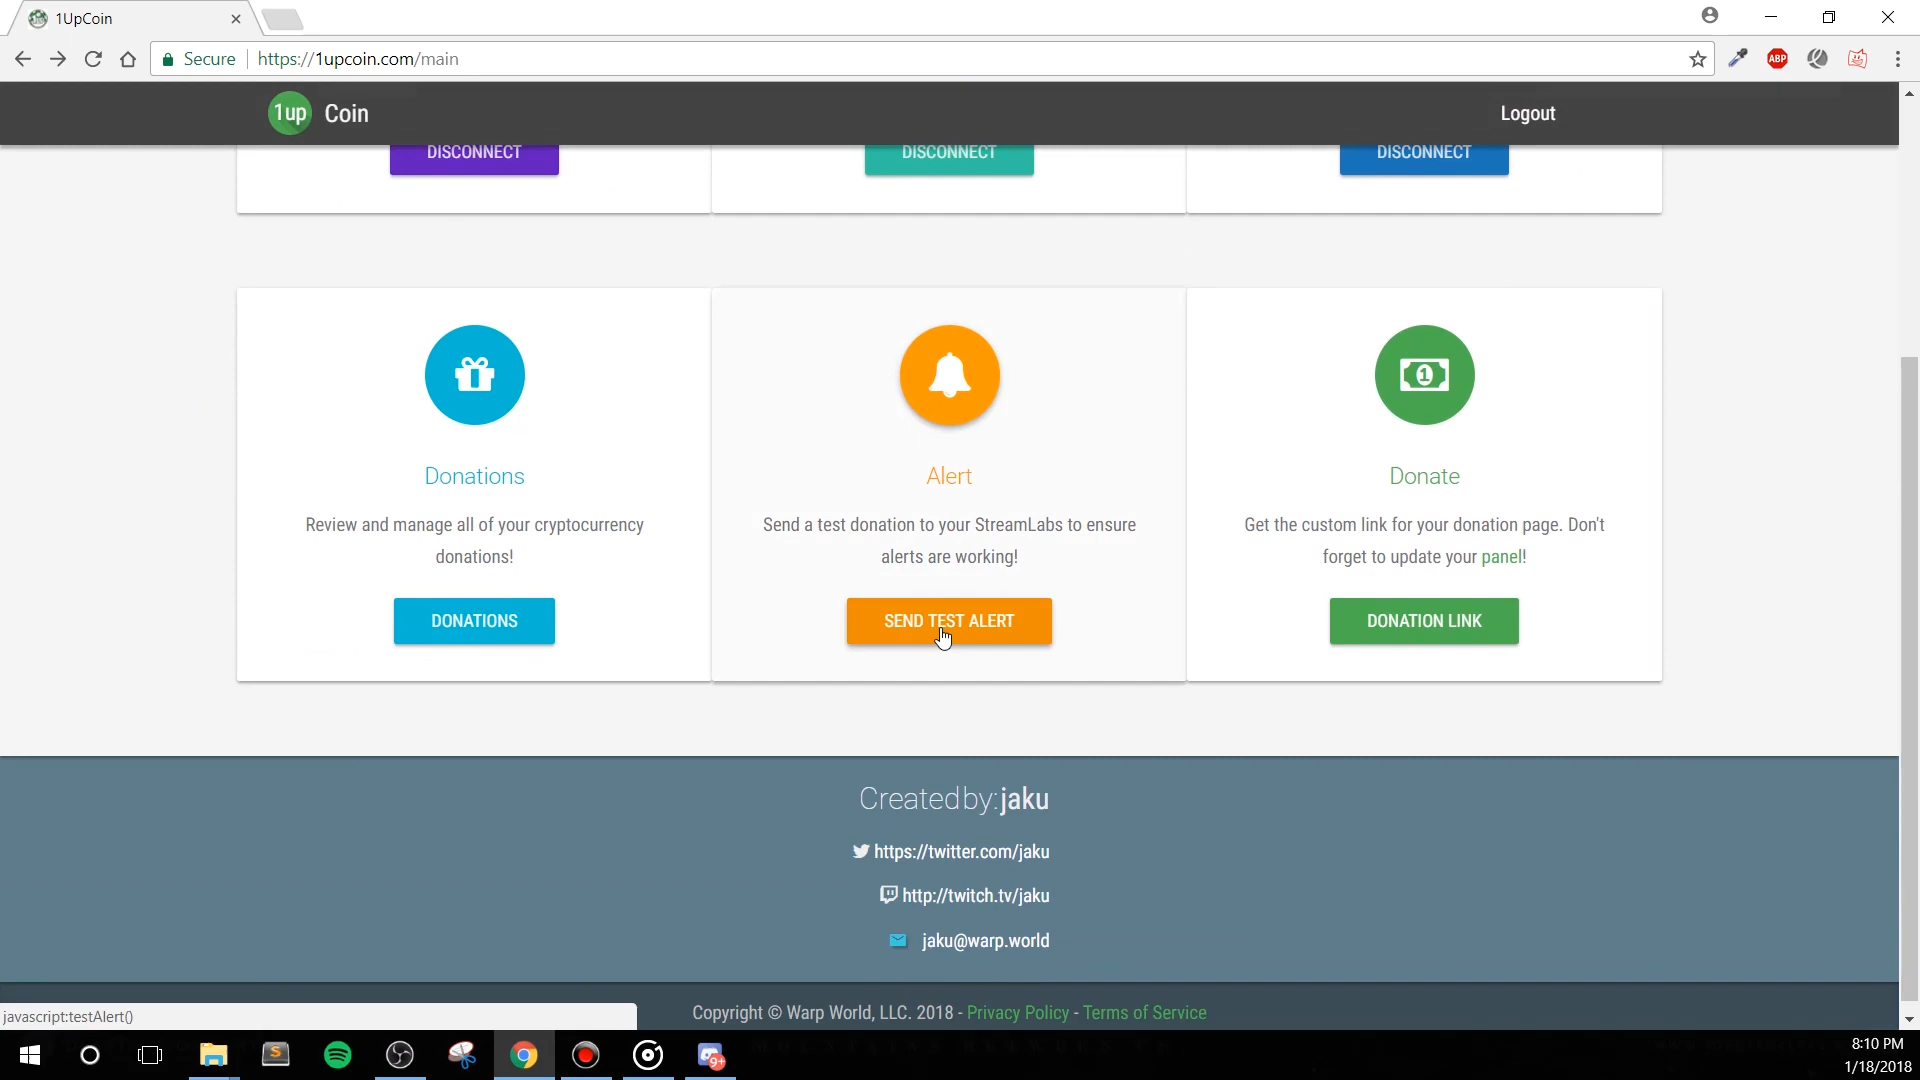 1UpCoin
Secure
https://1upcoin.com/main
ABP
1up Coin
Logout
DISCONNECT
DISCONNECT
DISCONNECT
Donations
Review and manage all of your cryptocurrency
donations!
DONATIONS
Alert
Send a test donation to your StreamLabs to ensure
alerts are working!
SEND TEST ALERT
1
Donate
Get the custom link for your donation page. Don't
forget to update your panel!
DONATION LINK
Created by: jaku
https://twitter.com/jaku
http://twitch.tv/jaku
jaku@warp.world
Copyright © Warp World, LLC. 2018 - Privacy Policy - Terms of Service
javascript:testAlert()
S
9+
8:10 PM
1/18/2018